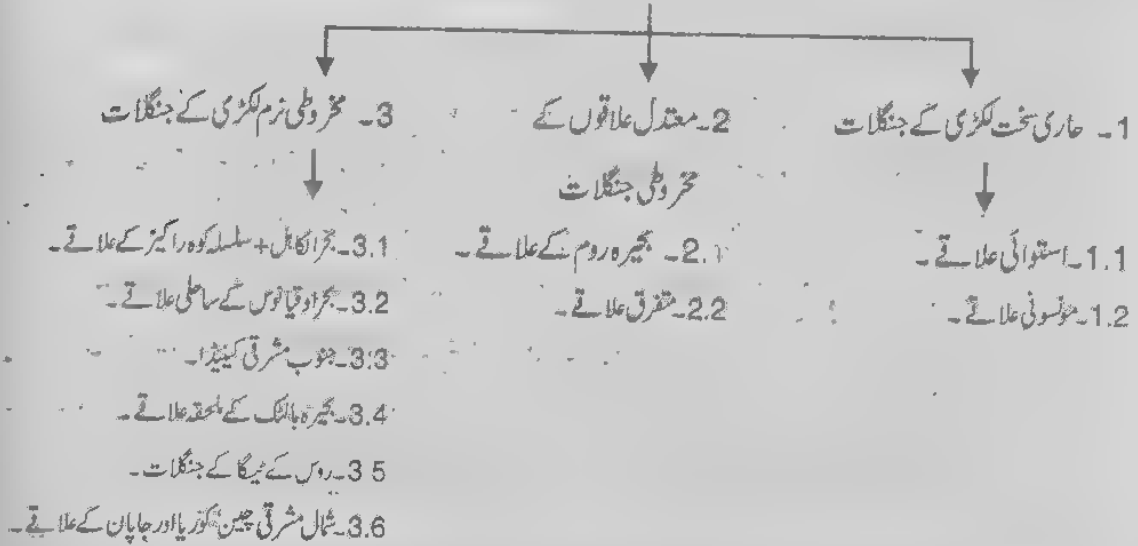 1۔ حاری سخت لکڑی کے جنگلات
1.1۔استوائی علاقے۔
1.2۔مونسونی علاقے۔
2۔معتدل علاقوں کے
مخروطی جنگلات
2.1۔ بحیرہ روم کے علاقے۔
2.2۔متفرق علاقے۔
3۔ مخروطی نرم لکڑی کے جنگلات
3.1۔بحرالکاہل+سلسلہ کوہ راکیز کے علاقے۔
3.2۔بحراوقیانوس کے ساحلی علاقے۔
3.3۔جنوب مشرقی کینیڈا۔
3.4۔بحیرہ بالٹک کے ملحقہ علاقے۔
3.5۔روس کے ٹیگا کے جنگلات۔
3.6۔شمال مشرقی چین، کوریا اور جاپان کے علاقے۔